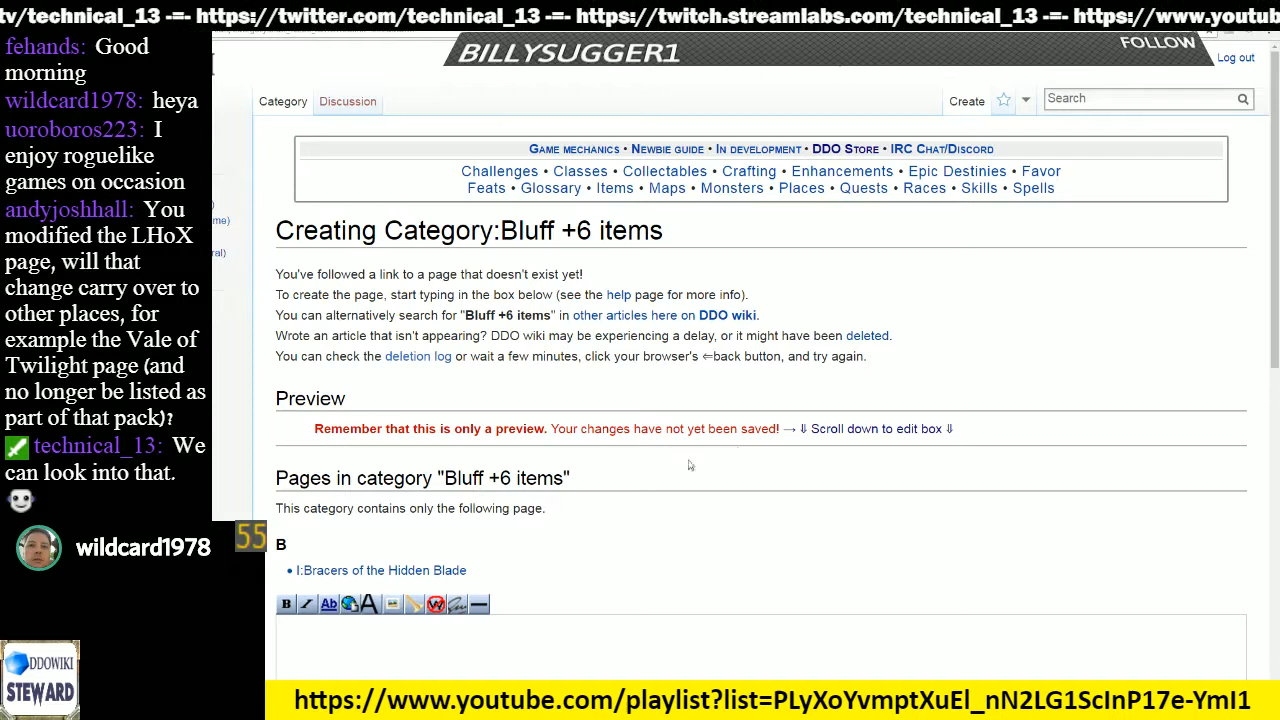 tv/technical_13 -=- https://twitter.com/technical_13 -=- https://twitch.streamlabs.com/technical_13 -=- https://www.youtub
fehands: Good
morning
wildcard1978: heya
uoroboros223: I
enjoy roguelike
games on occasion
andyjoshhall: You
modified the LHoX
page, will that
change carry over to
other places, for
example the Vale of
Twilight page (and
no longer be listed as
part of that pack)?
technical_13: We
can look into that.
wildcard1978
55
DDOWIKI
STEWARD
BILLYSUGGER1
FOLLOW
Log out
Category
Discussion
Create
Search
me)
ral)
GAME MECHANICS • NEWBIE GUIDE • IN DEVELOPMENT • DDO STORE • IRC CHAT/DISCORD
Challenges • Classes • Collectables • Crafting • Enhancements • Epic Destinies • Favor
Feats • Glossary • Items • Maps • Monsters • Places • Quests • Races • Skills • Spells
Creating Category:Bluff +6 items
You've followed a link to a page that doesn't exist yet!
To create the page, start typing in the box below (see the help page for more info).
You can alternatively search for "Bluff +6 items" in other articles here on DDO wiki.
Wrote an article that isn't appearing? DDO wiki may be experiencing a delay, or it might have been deleted.
You can check the deletion log or wait a few minutes, click your browser's ⇐back button, and try again.
Preview
Remember that this is only a preview. Your changes have not yet been saved! → ⇓ Scroll down to edit box ⇓
Pages in category "Bluff +6 items"
This category contains only the following page.
B
• I:Bracers of the Hidden Blade
B I Ab A W
https://www.youtube.com/playlist?list=PLyXoYvmptXuEl_nN2LG1ScInP17e-YmI1